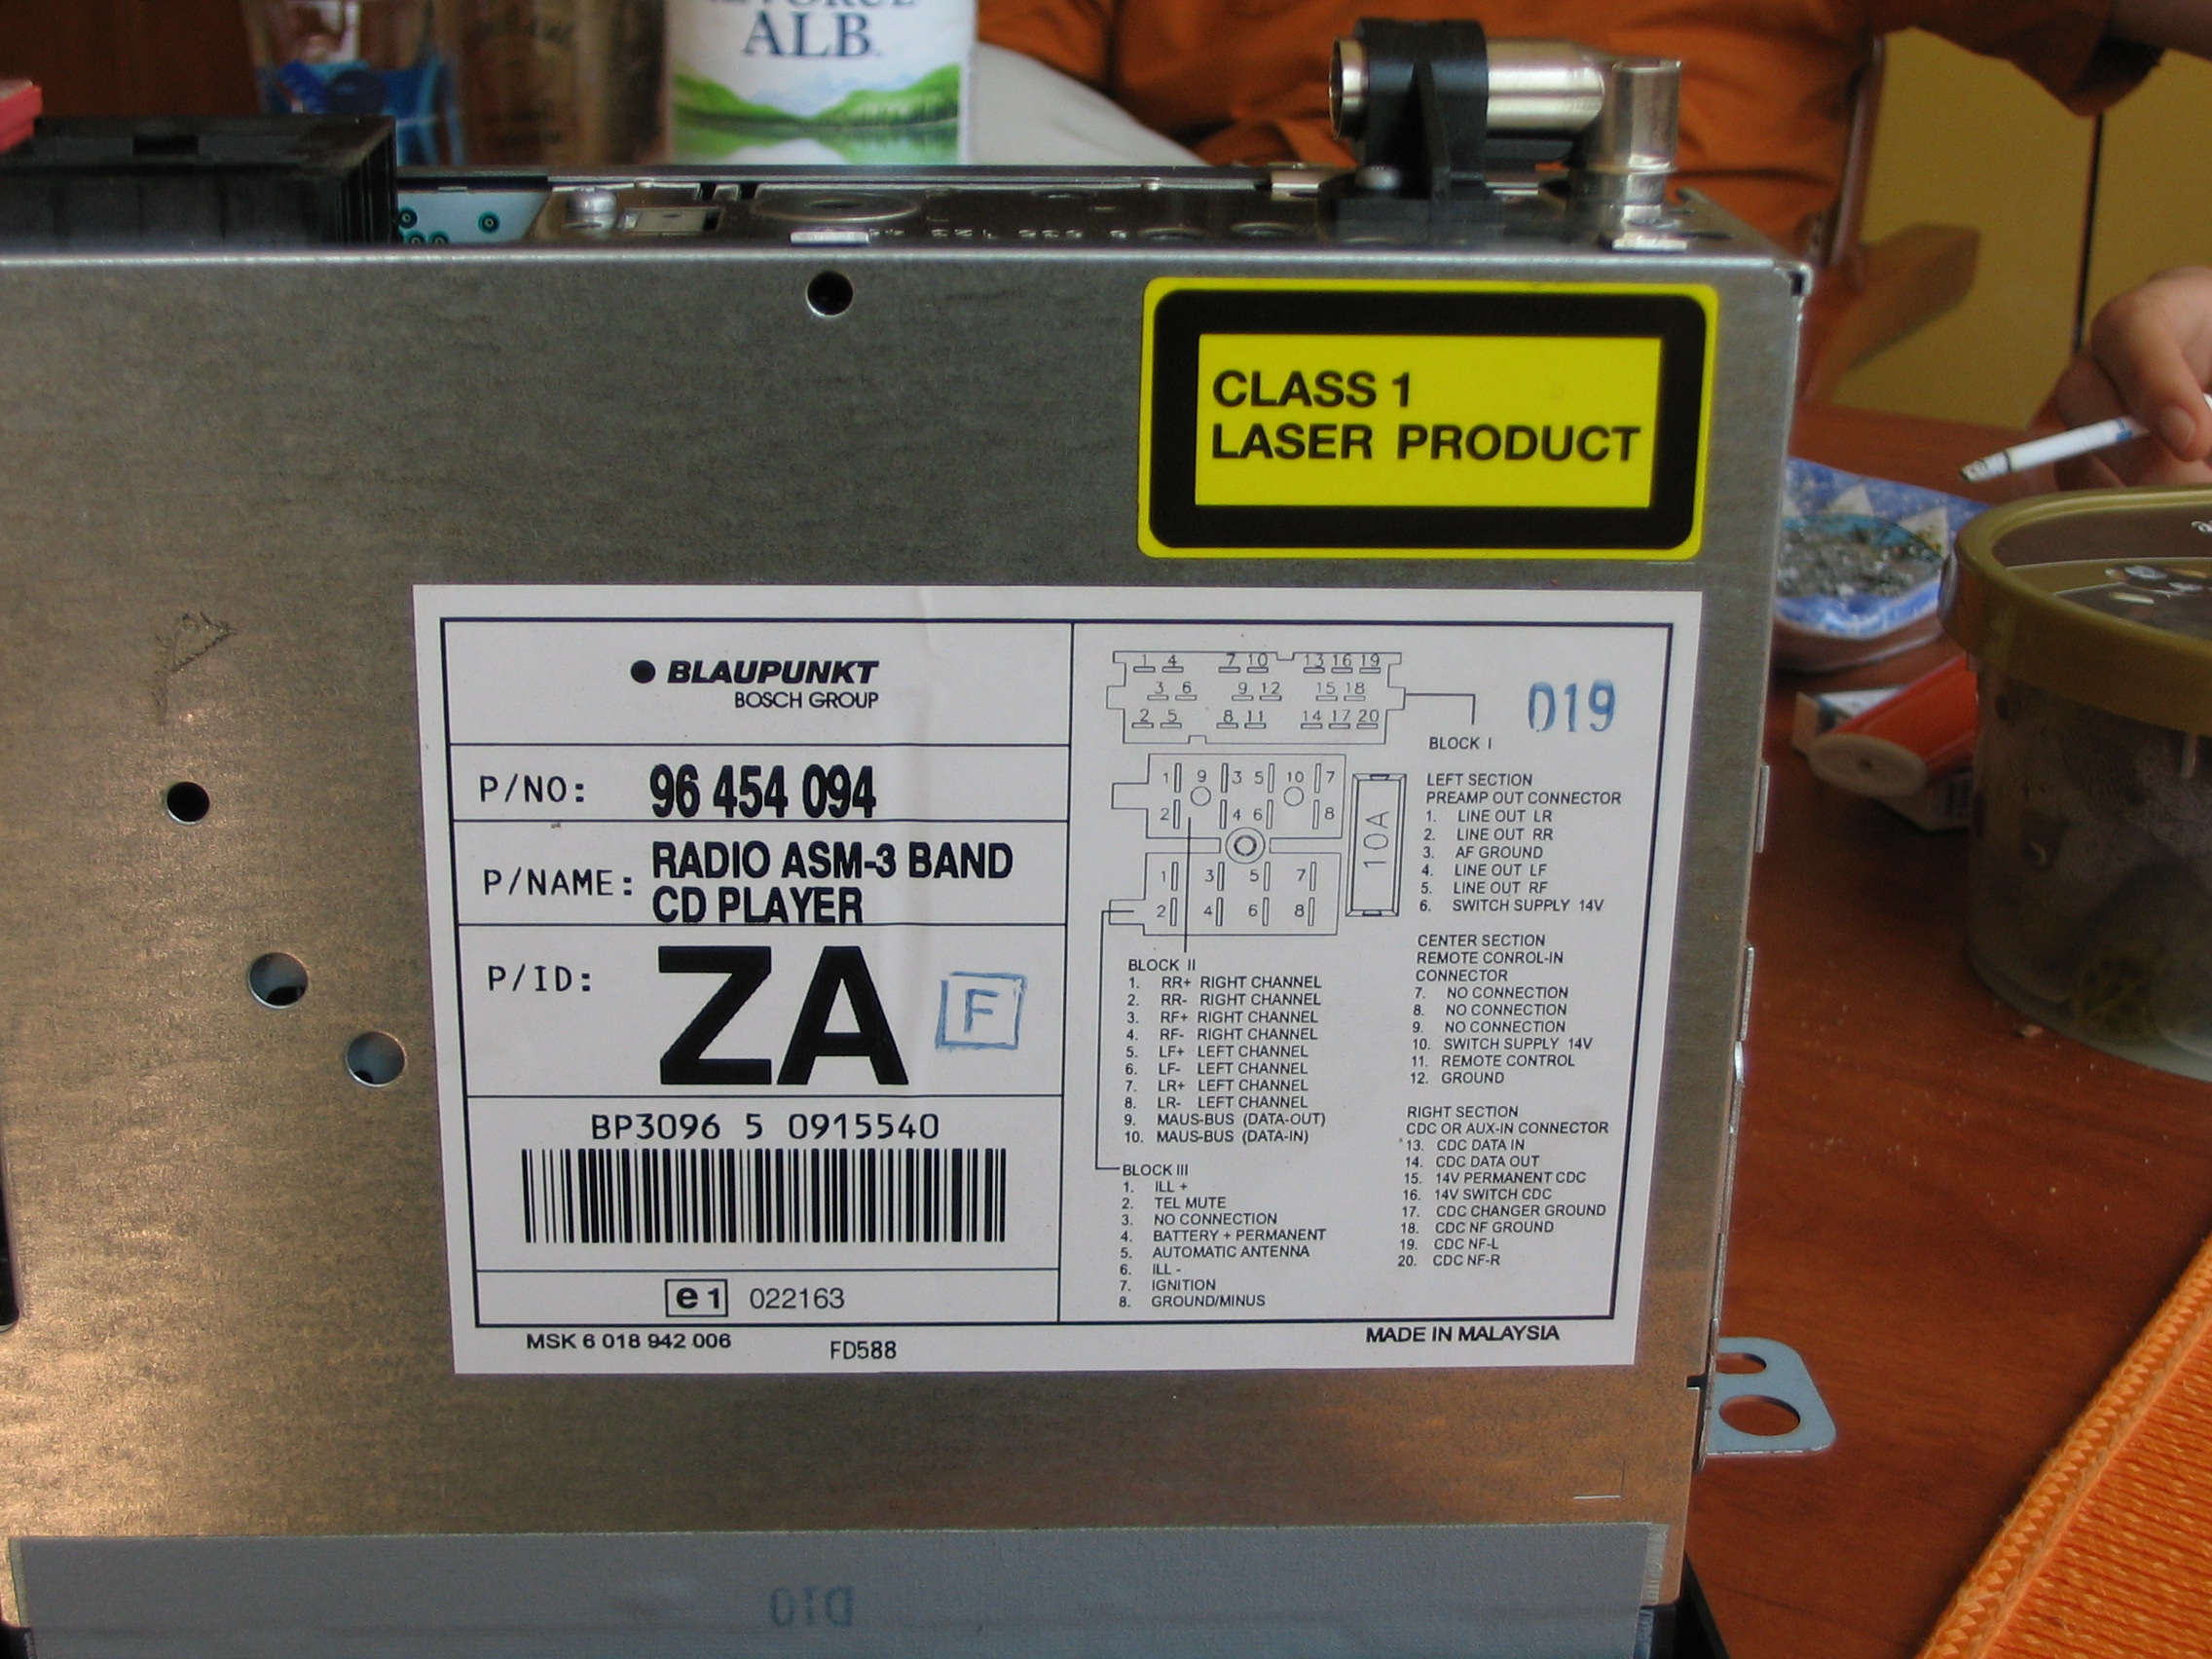 ALB
CLASS 1
LASER PRODUCT
BLAUPUNKT
BOSCH GROUP
P/NO: 96 454 094
P/NAME: RADIO ASM-3 BAND
CD PLAYER
P/ID: ZA F
BP3096 5 0915540
e1 022163
MSK 6 018 942 006
FD588
MADE IN MALAYSIA
1 4 7 10 13 16 19
3 6 9 12 15 18
2 5 8 11 14 17 20
BLOCK I
019
1 9 3 5 10 7
2 4 6 8
10A
1 3 5 7
2 4 6 8
BLOCK II
1. RR+ RIGHT CHANNEL
2. RR- RIGHT CHANNEL
3. RF+ RIGHT CHANNEL
4. RF- RIGHT CHANNEL
5. LF+ LEFT CHANNEL
6. LF- LEFT CHANNEL
7. LR+ LEFT CHANNEL
8. LR- LEFT CHANNEL
9. MAUS-BUS (DATA-OUT)
10. MAUS-BUS (DATA-IN)
BLOCK III
1. ILL +
2. TEL MUTE
3. NO CONNECTION
4. BATTERY + PERMANENT
5. AUTOMATIC ANTENNA
6. ILL -
7. IGNITION
8. GROUND/MINUS
LEFT SECTION
PREAMP OUT CONNECTOR
1. LINE OUT LR
2. LINE OUT RR
3. AF GROUND
4. LINE OUT LF
5. LINE OUT RF
6. SWITCH SUPPLY 14V
CENTER SECTION
REMOTE CONROL-IN
CONNECTOR
7. NO CONNECTION
8. NO CONNECTION
9. NO CONNECTION
10. SWITCH SUPPLY 14V
11. REMOTE CONTROL
12. GROUND
RIGHT SECTION
CDC OR AUX-IN CONNECTOR
13. CDC DATA IN
14. CDC DATA OUT
15. 14V PERMANENT CDC
16. 14V SWITCH CDC
17. CDC CHANGER GROUND
18. CDC NF GROUND
19. CDC NF-L
20. CDC NF-R